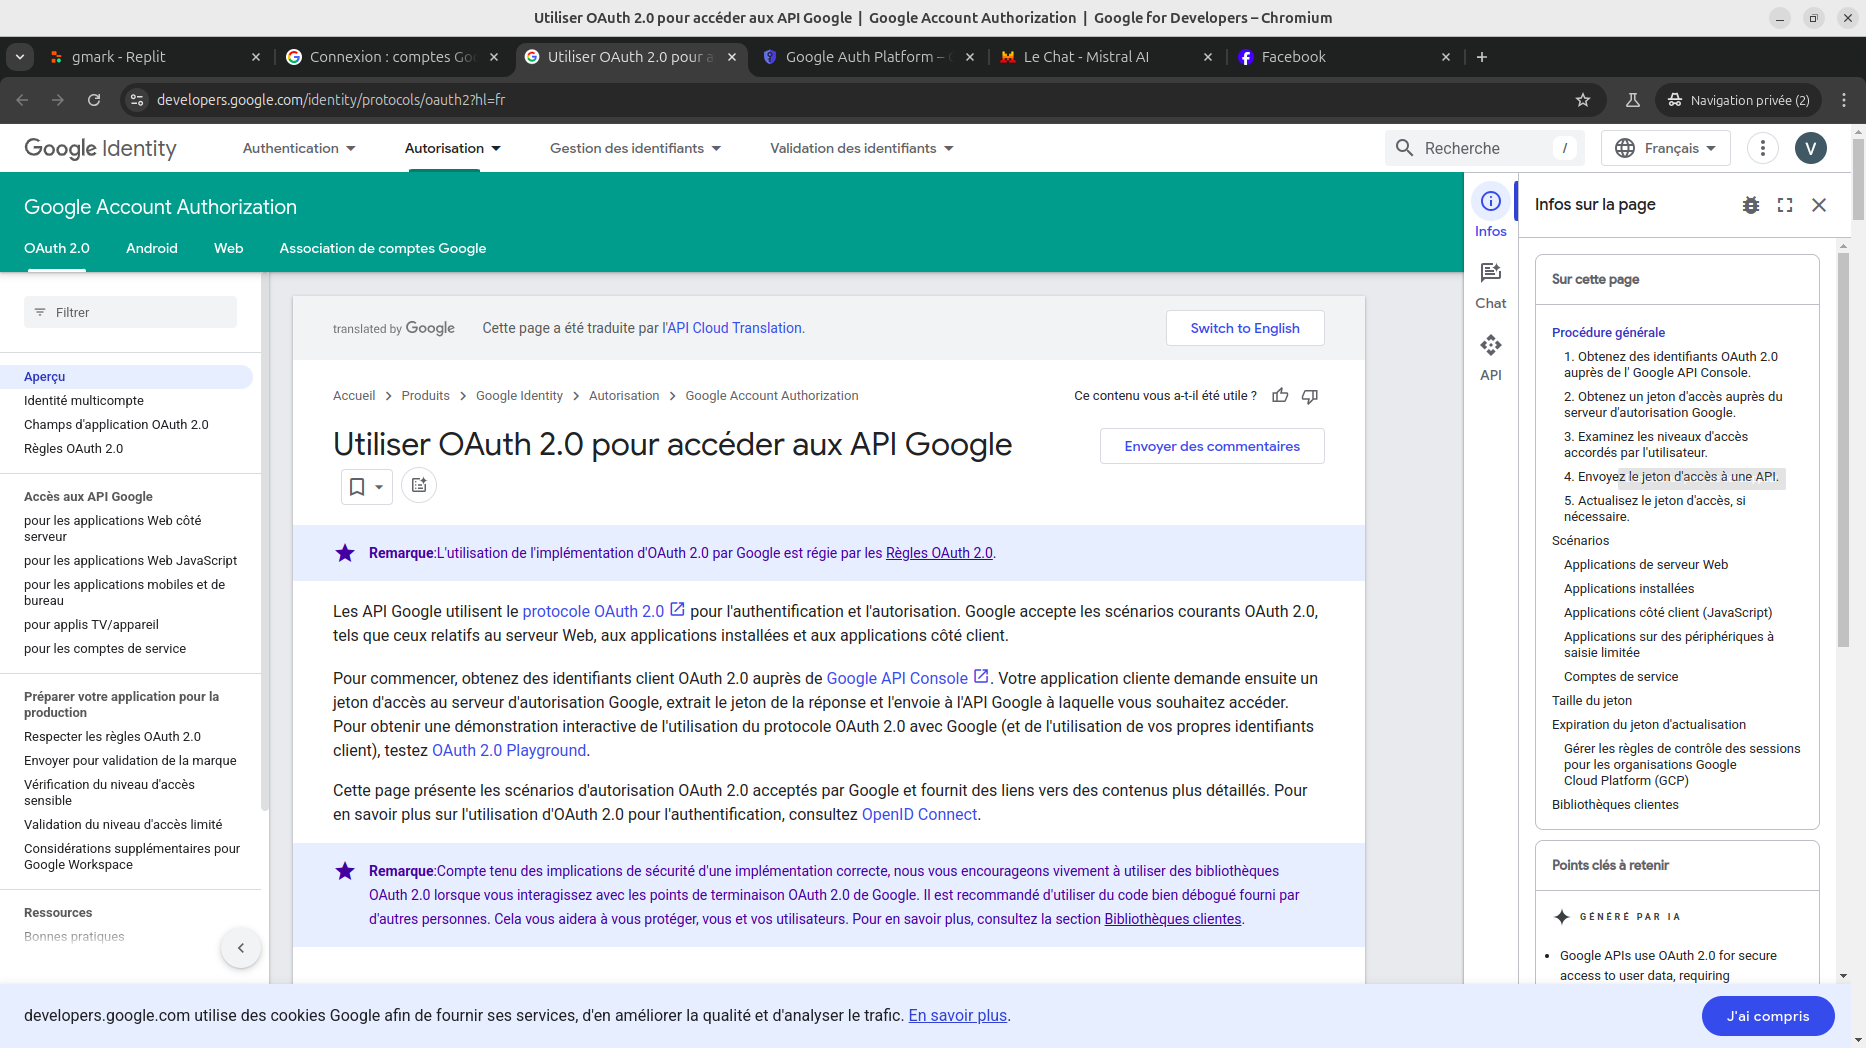 Utiliser OAuth 2.0 pour accéder aux API Google | Google Account Authorization | Google for Developers – Chromium
gmark - Replit
Connexion : comptes Goo
Utiliser OAuth 2.0 pour a
Google Auth Platform –
Le Chat - Mistral AI
Facebook
developers.google.com/identity/protocols/oauth2?hl=fr
Navigation privée (2)
Google Identity
Authentication
Autorisation
Gestion des identifiants
Validation des identifiants
Recherche
/
Français
V
Google Account Authorization
OAuth 2.0
Android
Web
Association de comptes Google
Filtrer
Aperçu
Identité multicompte
Champs d'application OAuth 2.0
Règles OAuth 2.0
Accès aux API Google
pour les applications Web côté
serveur
pour les applications Web JavaScript
pour les applications mobiles et de
bureau
pour applis TV/appareil
pour les comptes de service
Préparer votre application pour la
production
Respecter les règles OAuth 2.0
Envoyer pour validation de la marque
Vérification du niveau d'accès
sensible
Validation du niveau d'accès limité
Considérations supplémentaires pour
Google Workspace
Ressources
Bonnes pratiques
translated by Google
Cette page a été traduite par l'API Cloud Translation.
Switch to English
Accueil
Produits
Google Identity
Autorisation
Google Account Authorization
Ce contenu vous a-t-il été utile ?
Utiliser OAuth 2.0 pour accéder aux API Google
Envoyer des commentaires
Remarque:L'utilisation de l'implémentation d'OAuth 2.0 par Google est régie par les Règles OAuth 2.0.
Les API Google utilisent le protocole OAuth 2.0 pour l'authentification et l'autorisation. Google accepte les scénarios courants OAuth 2.0,
tels que ceux relatifs au serveur Web, aux applications installées et aux applications côté client.
Pour commencer, obtenez des identifiants client OAuth 2.0 auprès de Google API Console . Votre application cliente demande ensuite un
jeton d'accès au serveur d'autorisation Google, extrait le jeton de la réponse et l'envoie à l'API Google à laquelle vous souhaitez accéder.
Pour obtenir une démonstration interactive de l'utilisation du protocole OAuth 2.0 avec Google (et de l'utilisation de vos propres identifiants
client), testez OAuth 2.0 Playground.
Cette page présente les scénarios d'autorisation OAuth 2.0 acceptés par Google et fournit des liens vers des contenus plus détaillés. Pour
en savoir plus sur l'utilisation d'OAuth 2.0 pour l'authentification, consultez OpenID Connect.
Remarque:Compte tenu des implications de sécurité d'une implémentation correcte, nous vous encourageons vivement à utiliser des bibliothèques
OAuth 2.0 lorsque vous interagissez avec les points de terminaison OAuth 2.0 de Google. Il est recommandé d'utiliser du code bien débogué fourni par
d'autres personnes. Cela vous aidera à vous protéger, vous et vos utilisateurs. Pour en savoir plus, consultez la section Bibliothèques clientes.
Infos
Chat
API
Infos sur la page
Sur cette page
Procédure générale
1. Obtenez des identifiants OAuth 2.0
auprès de l' Google API Console.
2. Obtenez un jeton d'accès auprès du
serveur d'autorisation Google.
3. Examinez les niveaux d'accès
accordés par l'utilisateur.
4. Envoyez le jeton d'accès à une API.
5. Actualisez le jeton d'accès, si
nécessaire.
Scénarios
Applications de serveur Web
Applications installées
Applications côté client (JavaScript)
Applications sur des périphériques à
saisie limitée
Comptes de service
Taille du jeton
Expiration du jeton d'actualisation
Gérer les règles de contrôle des sessions
pour les organisations Google
Cloud Platform (GCP)
Bibliothèques clientes
Points clés à retenir
GÉNÉRÉ PAR IA
• Google APIs use OAuth 2.0 for secure
access to user data, requiring
developers.google.com utilise des cookies Google afin de fournir ses services, d'en améliorer la qualité et d'analyser le trafic. En savoir plus.
J'ai compris